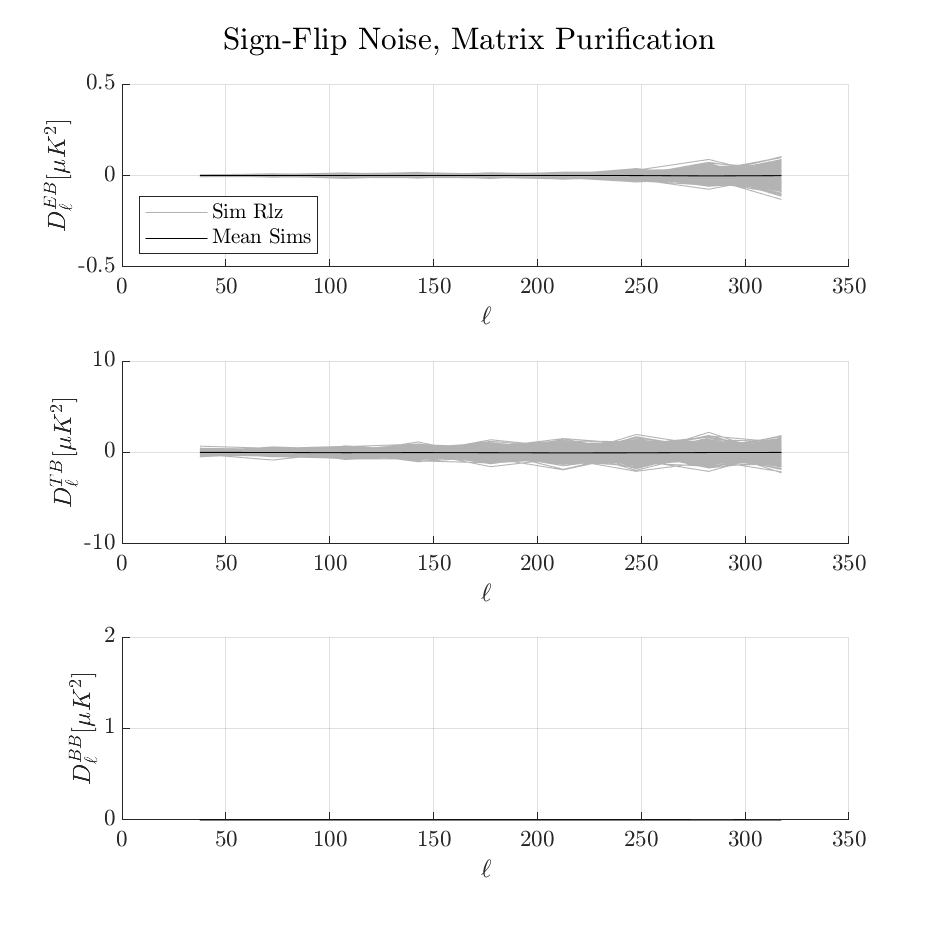 Sign-Flip Noise, Matrix Purification
0.5
0
-0.5
D_ℓ^{EB}[μK^2]
Sim Rlz
Mean Sims
0 50 100 150 200 250 300 350
ℓ
10
0
-10
D_ℓ^{TB}[μK^2]
0 50 100 150 200 250 300 350
ℓ
2
1
0
D_ℓ^{BB}[μK^2]
0 50 100 150 200 250 300 350
ℓ